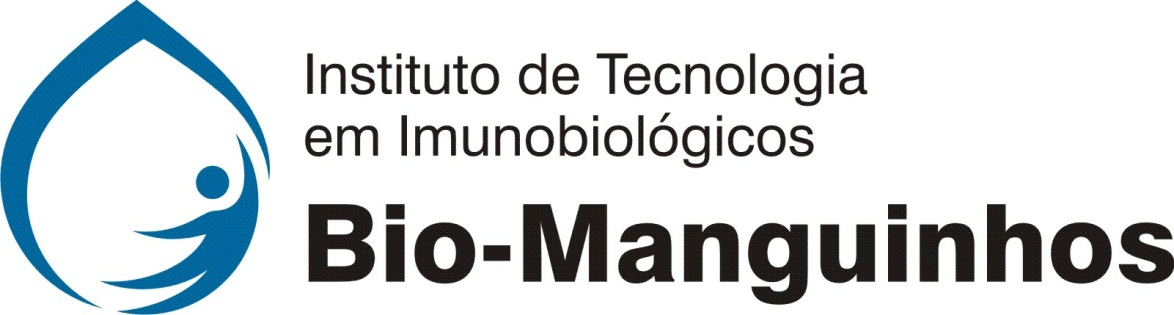 Instituto de Tecnologia
em Imunobiológicos
Bio-Manguinhos